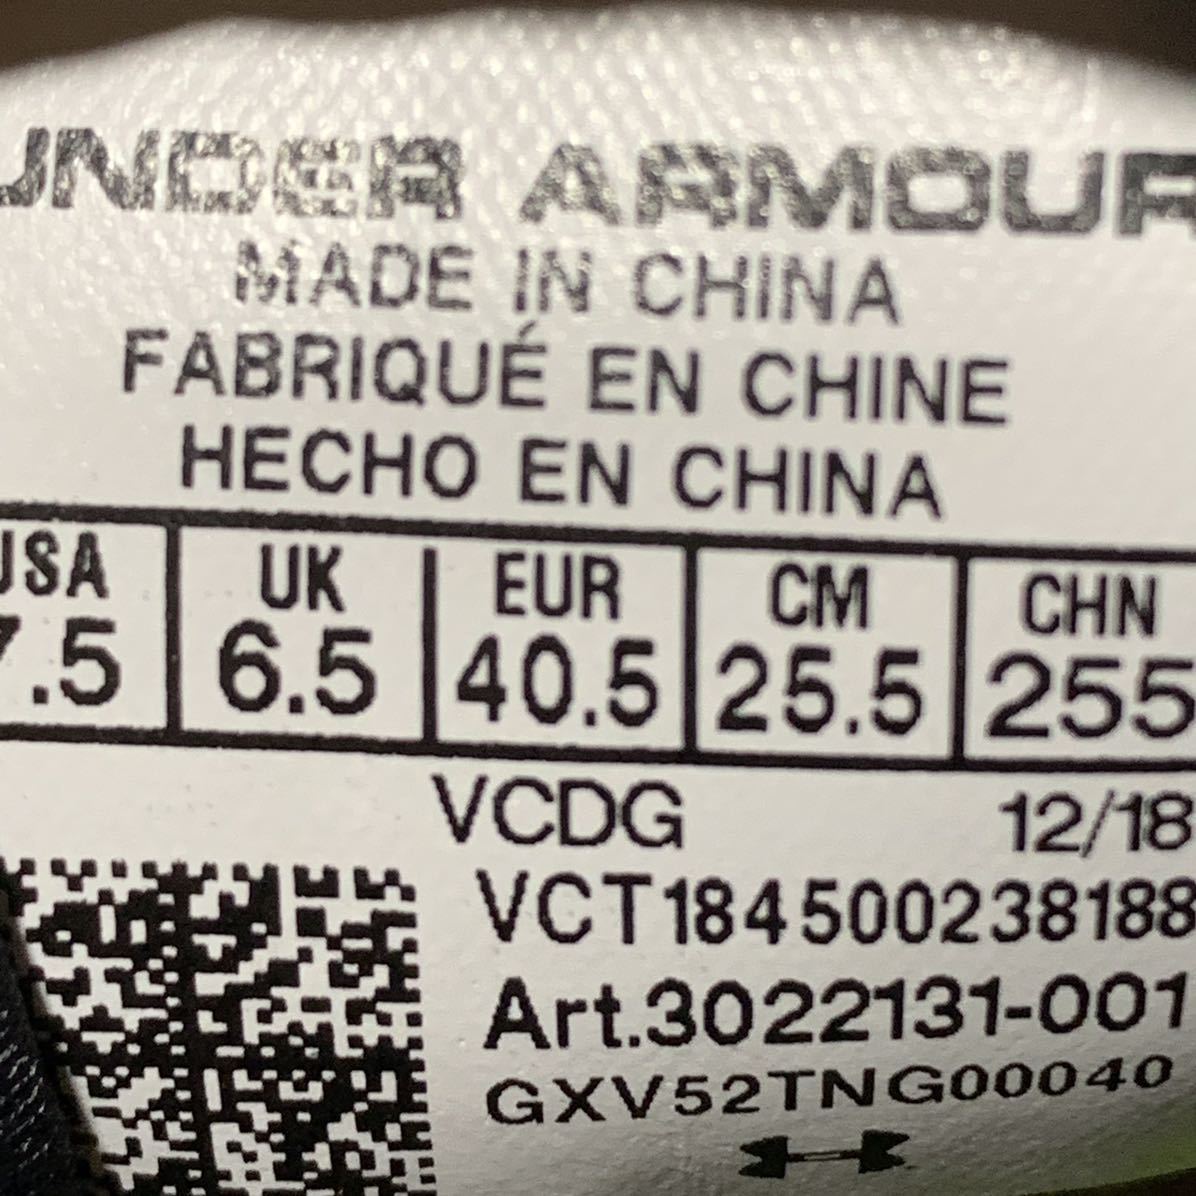 UNDER ARMOUR
MADE IN CHINA
FABRIQUÉ EN CHINE
HECHO EN CHINA
USA UK EUR CM CHN
7.5 6.5 40.5 25.5 255
VCDG 12/18
VCT184500238188
Art.3022131-001
GXV52TNG00040